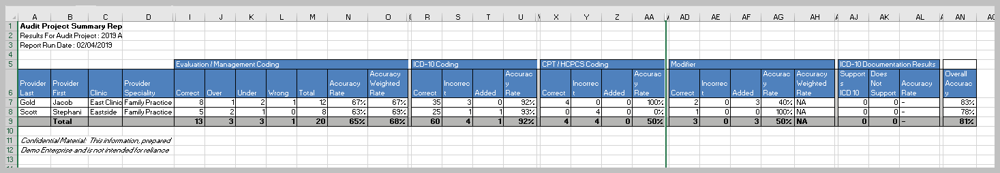 A B C D I J K L M N O R S T U X Y Z AA AD AE AF AG AH AJ AK AL AN
1 Audit Project Summary Rep
2 Results For Audit Project : 2019 A
3 Report Run Date : 02/04/2019
4
5 Evaluation / Management Coding ICD-10 Coding CPT / HCPCS Coding Modifier ICD-10 Documentation Results
6 Provider Last Provider First Clinic Provider Speciality Correct Over Under Wrong Total Accuracy Rate Accuracy Weighted Rate Correct Incorrec t Added Accurac y Rate Correct Incorrec t Added Accurac y Rate Correct Incorrec t Added Accurac y Rate Accuracy Weighted Rate Support s ICD 10 Does Not Support Accuracy Rate Overall Accurac y
7 Gold Jacob East Clinic Family Practice 8 1 2 1 12 67% 67% 35 3 0 92% 4 0 0 100% 2 0 3 40% NA 0 0 - 83%
8 Scott Stephani Eastside Family Practice 5 2 1 0 8 63% 69% 25 1 1 93% 0 4 0 0% 1 0 0 100% NA 0 0 - 78%
9 Total 13 3 3 1 20 65% 68% 60 4 1 92% 4 4 0 50% 3 0 3 50% NA 0 0 - 81%
10
11 Confidential Material: This information, prepared
12 Demo Enterprise and is not intended for reliance
13